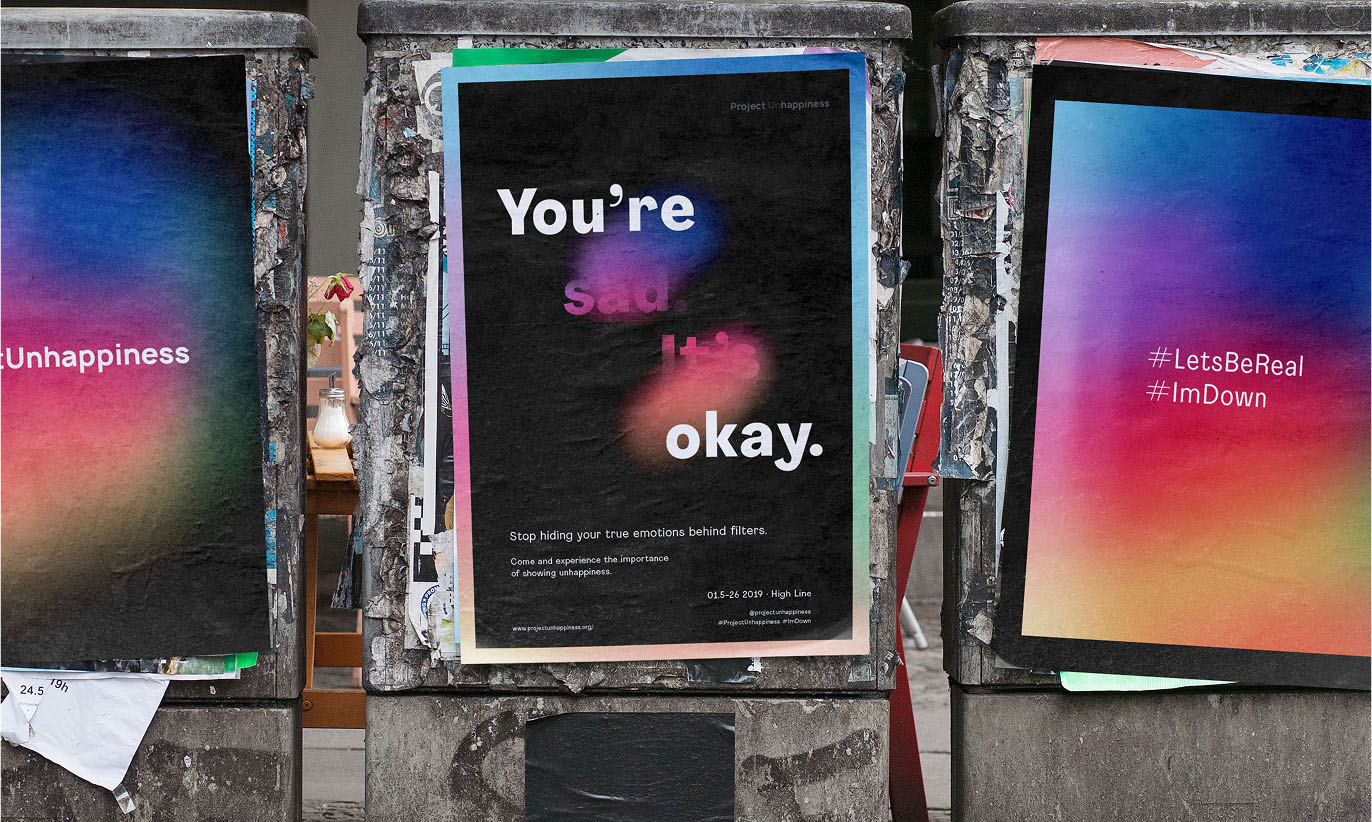 tUnhappiness
24.5
19h
Project Unhappiness
You're
sad.
It's
okay.
Stop hiding your true emotions behind filters.
Come and experience the importance
of showing unhappiness.
01.5-26 2019 · High Line
@projectunhappiness
#ProjectUnhappiness #ImDown
www.projectunhappiness.org/
#LetsBeReal
#ImDown